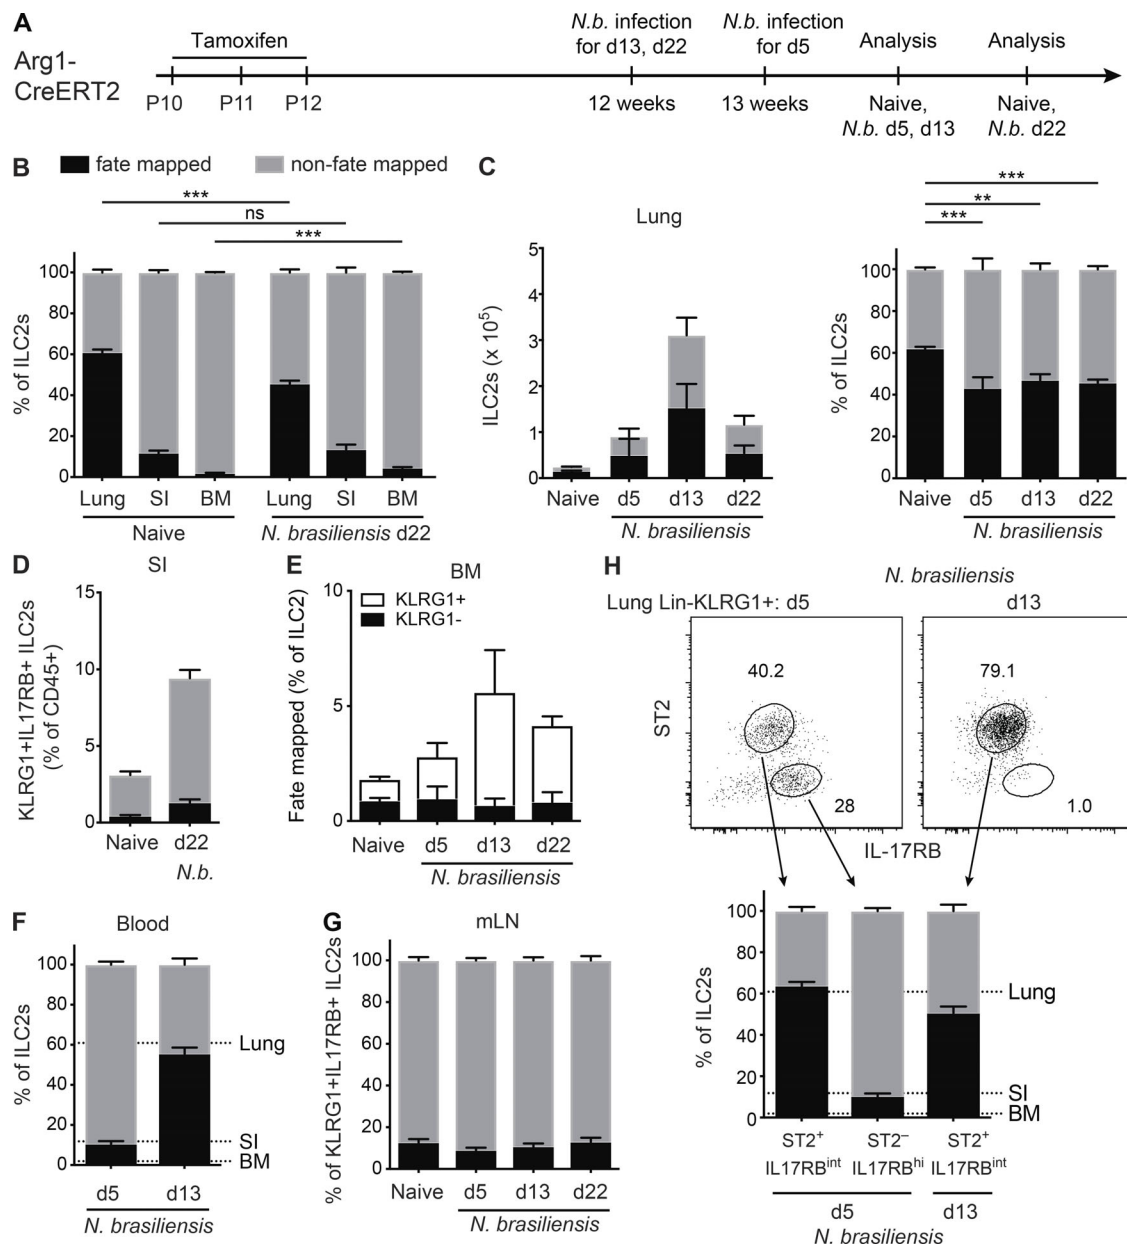 A
Arg1-
CreERT2
Tamoxifen
P10 P11 P12
N.b. infection
for d13, d22
12 weeks
N.b. infection
for d5
13 weeks
Analysis
Naive,
N.b. d5, d13
Analysis
Naive,
N.b. d22
B
fate mapped non-fate mapped
***
ns
***
% of ILC2s
100
80
60
40
20
0
Lung SI BM Lung SI BM
Naive N. brasiliensis d22
C
Lung
ILC2s (x 10⁵)
5
4
3
2
1
0
Naive d5 d13 d22
N. brasiliensis
***
**
***
% of ILC2s
100
80
60
40
20
0
Naive d5 d13 d22
N. brasiliensis
D
SI
KLRG1+IL17RB+ ILC2s
(% of CD45+)
15
10
5
0
Naive d22
N.b.
E
BM
Fate mapped (% of ILC2)
10
5
0
KLRG1+
KLRG1-
Naive d5 d13 d22
N. brasiliensis
F
Blood
% of ILC2s
100
80
60
40
20
0
Lung
SI
BM
d5 d13
N. brasiliensis
G
mLN
% of KLRG1+IL17RB+ ILC2s
100
80
60
40
20
0
Naive d5 d13 d22
N. brasiliensis
H
N. brasiliensis
Lung Lin-KLRG1+: d5 d13
40.2
28
79.1
1.0
ST2
IL-17RB
% of ILC2s
100
80
60
40
20
0
Lung
SI
BM
ST2⁺ ST2⁻ ST2⁺
IL17RBⁱⁿᵗ IL17RBʰⁱ IL17RBⁱⁿᵗ
d5 d13
N. brasiliensis